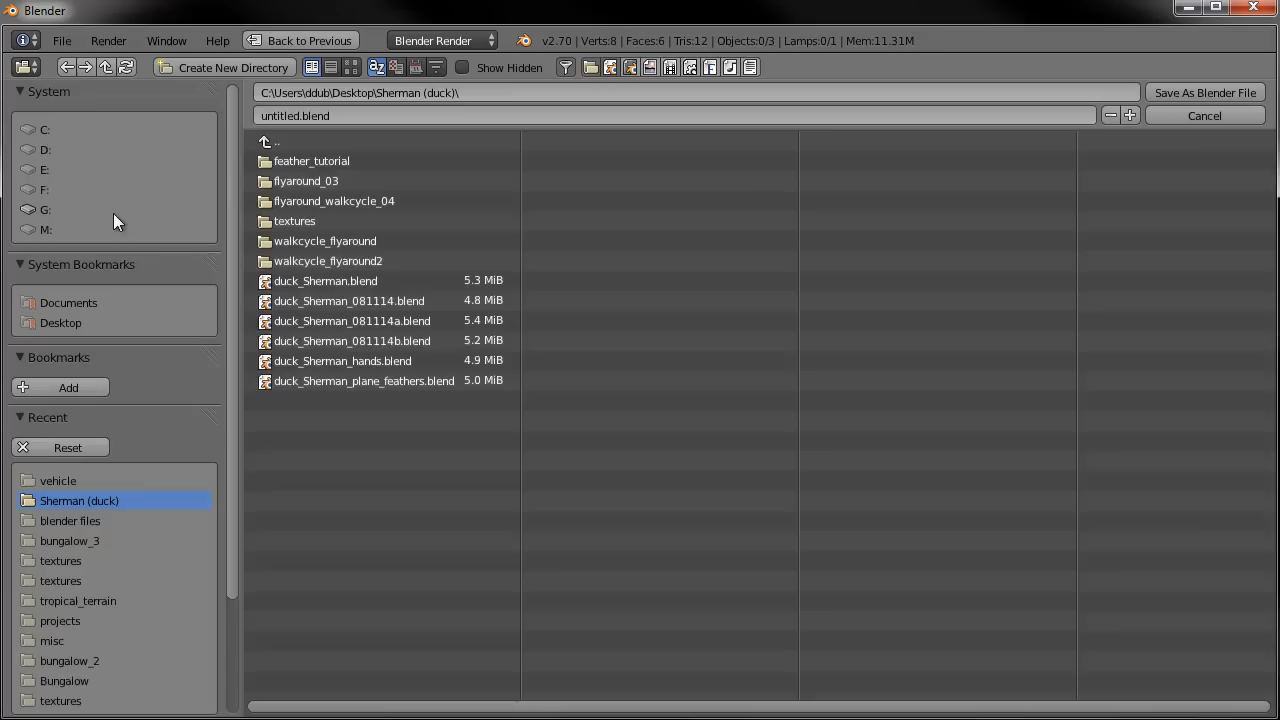 Blender
File Render Window Help Back to Previous Blender Render v2.70 | Verts:8 | Faces:6 | Tris:12 | Objects:0/3 | Lamps:0/1 | Mem:11.31M
Create New Directory Show Hidden
System
C:
D:
E:
F:
G:
M:
System Bookmarks
Documents
Desktop
Bookmarks
Add
Recent
Reset
vehicle
Sherman (duck)
blender files
bungalow_3
textures
textures
tropical_terrain
projects
misc
bungalow_2
Bungalow
textures
C:\Users\ddub\Desktop\Sherman (duck)\ Save As Blender File
untitled.blend Cancel
..
feather_tutorial
flyaround_03
flyaround_walkcycle_04
textures
walkcycle_flyaround
walkcycle_flyaround2
duck_Sherman.blend 5.3 MiB
duck_Sherman_081114.blend 4.8 MiB
duck_Sherman_081114a.blend 5.4 MiB
duck_Sherman_081114b.blend 5.2 MiB
duck_Sherman_hands.blend 4.9 MiB
duck_Sherman_plane_feathers.blend 5.0 MiB